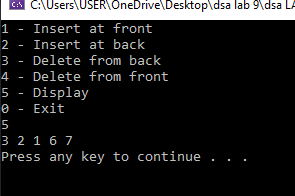 C:\Users\USER\OneDrive\Desktop\dsa lab 9\dsa LA
1 - Insert at front
2 - Insert at back
3 - Delete from back
4 - Delete from front
5 - Display
0 - Exit
5
3 2 1 6 7
Press any key to continue . . .